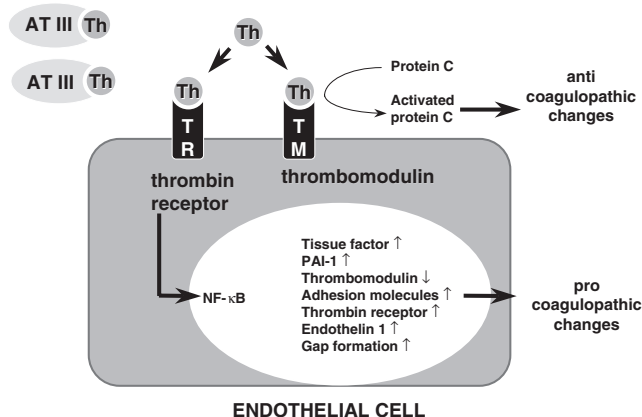 AT III Th
Th
AT III Th
Protein C
Th
Th
Activated
protein C
anti
coagulopathic
changes
T
R
T
M
thrombin
receptor
thrombomodulin
Tissue factor ↑
PAI-1 ↑
Thrombomodulin ↓
Adhesion molecules ↑
Thrombin receptor ↑
Endothelin 1 ↑
Gap formation ↑
NF-κB
pro
coagulopathic
changes
ENDOTHELIAL CELL